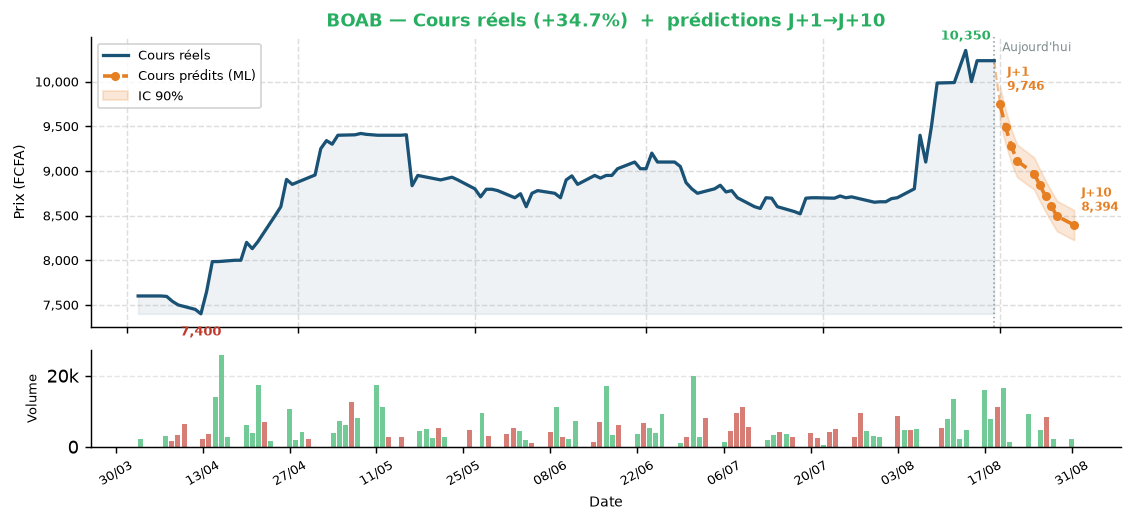 BOAB — Cours réels (+34.7%)  +  prédictions J+1→J+10
Cours réels
Cours prédits (ML)
IC 90%
10,350
Aujourd'hui
J+1
9,746
J+10
8,394
7,400
Prix (FCFA)
10,000
9,500
9,000
8,500
8,000
7,500
Volume
20k
0
30/03
13/04
27/04
11/05
25/05
08/06
22/06
06/07
20/07
03/08
17/08
31/08
Date